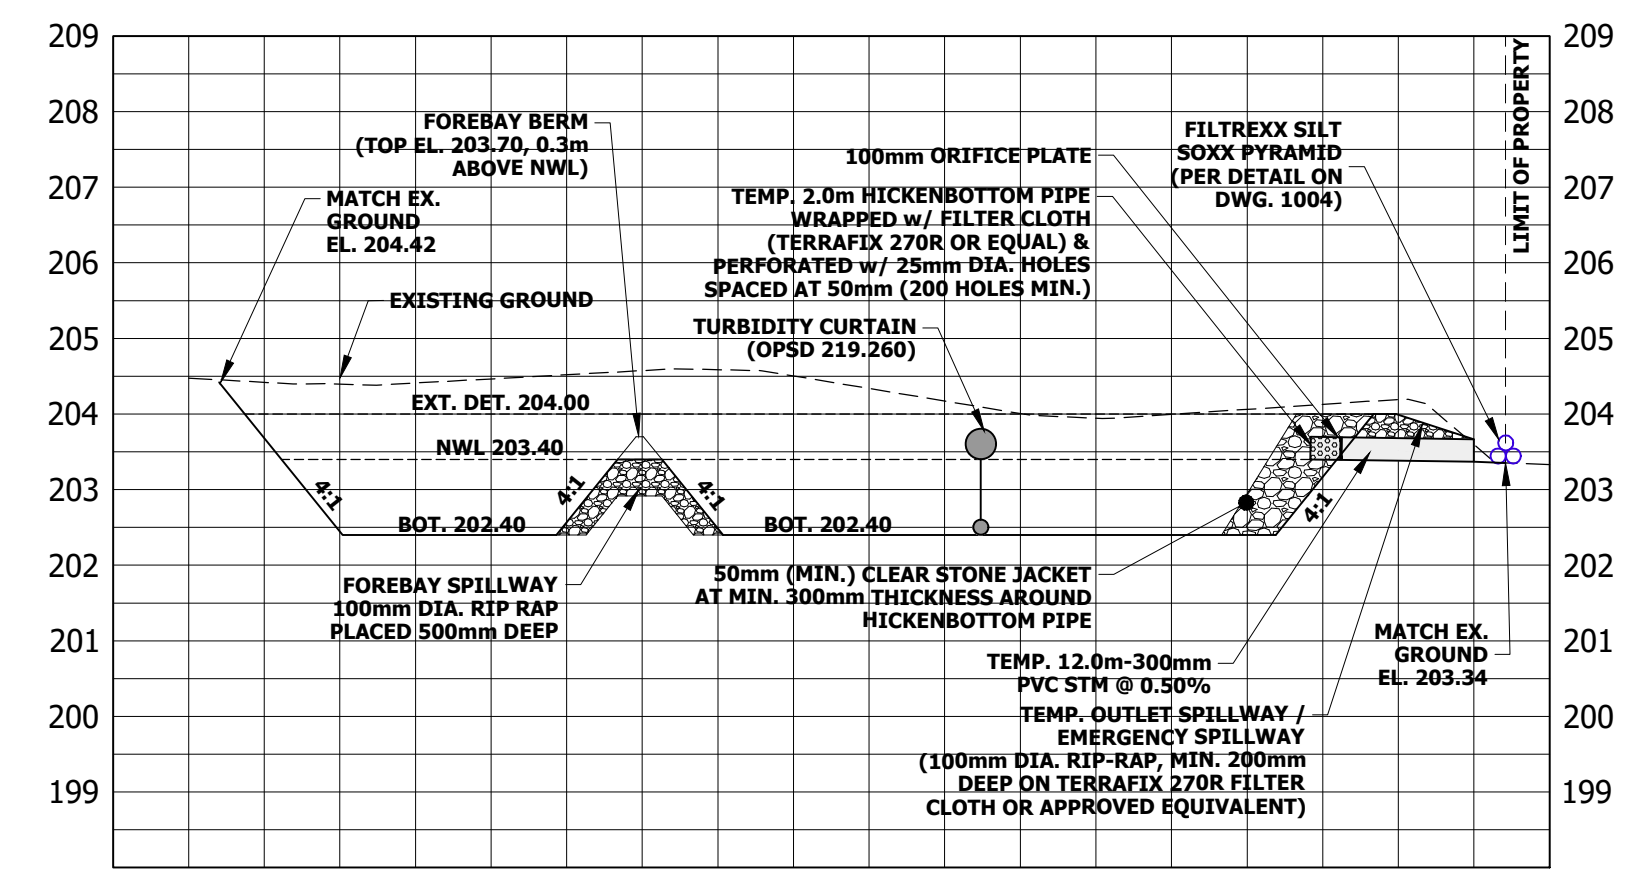 209
208
207
206
205
204
203
202
201
200
199
FOREBAY BERM
(TOP EL. 203.70, 0.3m
ABOVE NWL)
MATCH EX.
GROUND
EL. 204.42
EXISTING GROUND
100mm ORIFICE PLATE
TEMP. 2.0m HICKENBOTTOM PIPE
WRAPPED w/ FILTER CLOTH
(TERRAFIX 270R OR EQUAL) &
PERFORATED w/ 25mm DIA. HOLES
SPACED AT 50mm (200 HOLES MIN.)
TURBIDITY CURTAIN
(OPSD 219.260)
FILTREXX SILT
SOXX PYRAMID
(PER DETAIL ON
DWG. 1004)
LIMIT OF PROPERTY
EXT. DET. 204.00
NWL 203.40
4:1
4:1
4:1
4:1
BOT. 202.40
BOT. 202.40
FOREBAY SPILLWAY
100mm DIA. RIP RAP
PLACED 500mm DEEP
50mm (MIN.) CLEAR STONE JACKET
AT MIN. 300mm THICKNESS AROUND
HICKENBOTTOM PIPE
TEMP. 12.0m-300mm
PVC STM @ 0.50%
MATCH EX.
GROUND
EL. 203.34
TEMP. OUTLET SPILLWAY /
EMERGENCY SPILLWAY
(100mm DIA. RIP-RAP, MIN. 200mm
DEEP ON TERRAFIX 270R FILTER
CLOTH OR APPROVED EQUIVALENT)
209
208
207
206
205
204
203
202
201
200
199